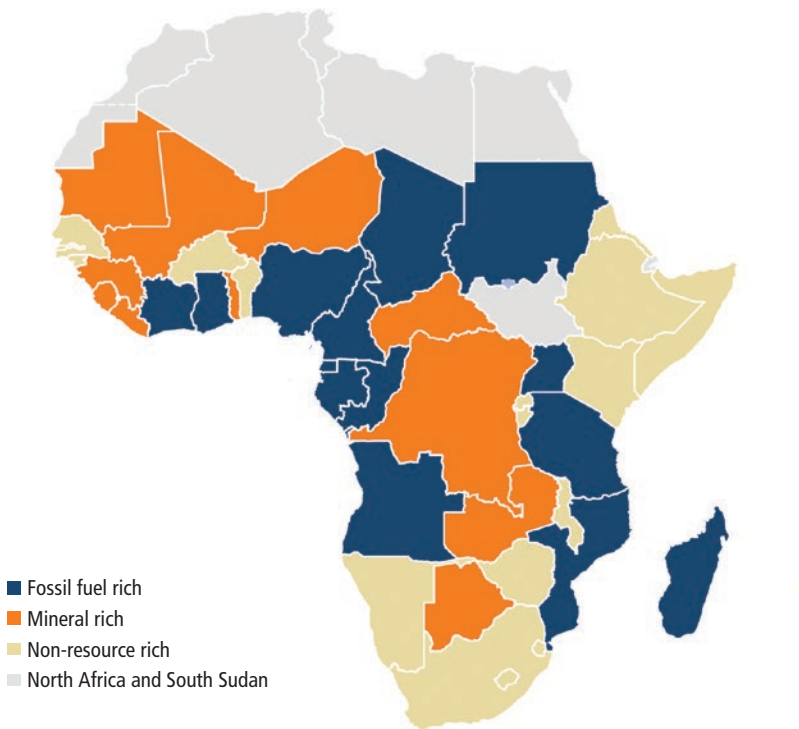 Fossil fuel rich
Mineral rich
Non-resource rich
North Africa and South Sudan